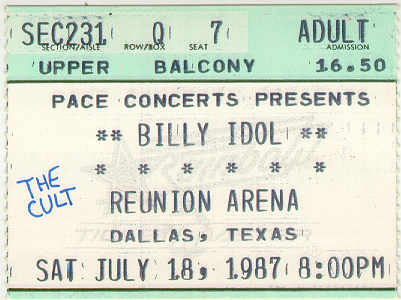 SEC231 Q 7 ADULT
SECTION/AISLE ROW/BOX SEAT ADMISSION
UPPER BALCONY 16.50
PACE CONCERTS PRESENTS
** BILLY IDOL **
* * * * * *
THE
CULT
REUNION ARENA
DALLAS, TEXAS
SAT JULY 18, 1987 8:00PM